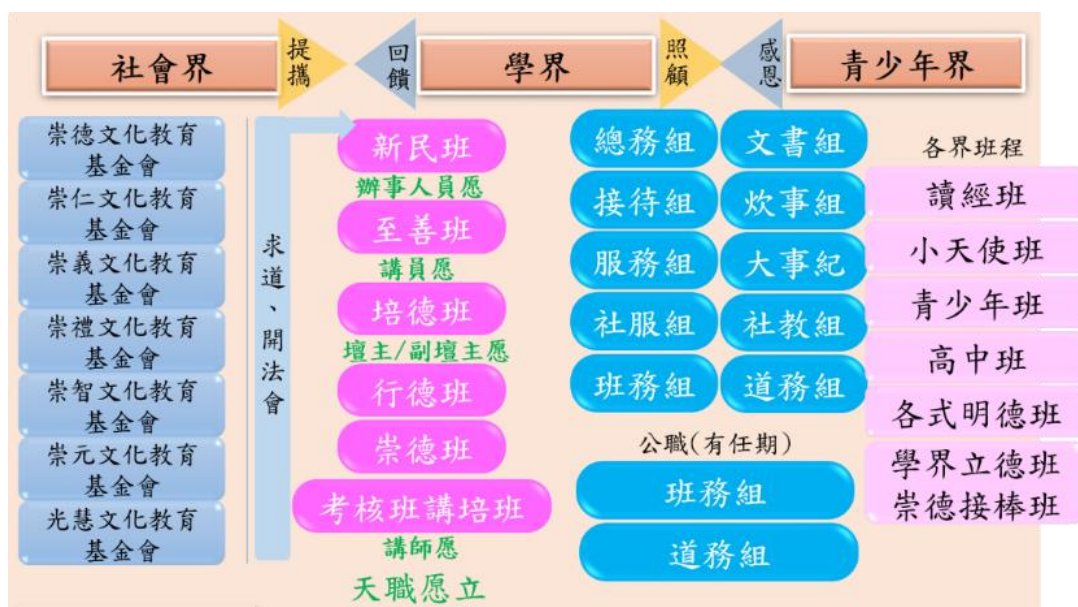 社會界
提攜
回饋
學界
照顧
感恩
青少年界
崇德文化教育
基金會
崇仁文化教育
基金會
崇義文化教育
基金會
崇禮文化教育
基金會
崇智文化教育
基金會
崇元文化教育
基金會
光慧文化教育
基金會
求道、開法會
新民班
辦事人員愿
至善班
講員愿
培德班
壇主/副壇主愿
行德班
崇德班
考核班講培班
講師愿
天職愿立
總務組
文書組
接待組
炊事組
服務組
大事紀
社服組
社教組
班務組
道務組
公職(有任期)
班務組
道務組
各界班程
讀經班
小天使班
青少年班
高中班
各式明德班
學界立德班
崇德接棒班